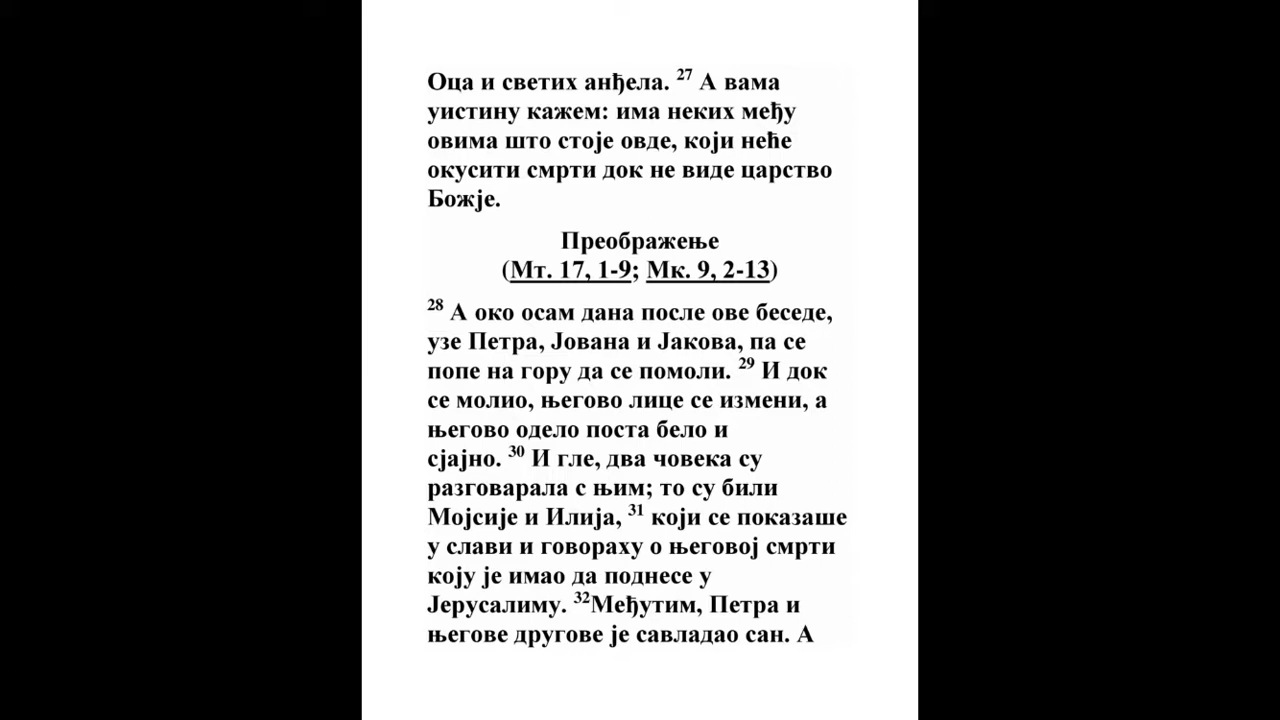 Оца и светих анђела. 27 А вама
уистину кажем: има неких међу
овима што стоје овде, који неће
окусити смрти док не виде царство
Божје.
Преображење
(Мт. 17, 1-9; Мк. 9, 2-13)
28 А око осам дана после ове беседе,
узе Петра, Јована и Јакова, па се
попе на гору да се помоли. 29 И док
се молио, његово лице се измени, а
његово одело поста бело и
сјајно. 30 И гле, два човека су
разговарала с њим; то су били
Мојсије и Илија, 31 који се показаше
у слави и говораху о његовој смрти
коју је имао да поднесе у
Јерусалиму. 32Међутим, Петра и
његове другове је савладао сан. А